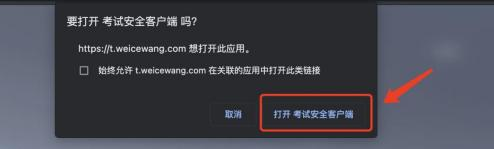 要打开 考试安全客户端 吗?
https://t.weicewang.com 想打开此应用。
始终允许 t.weicewang.com 在关联的应用中打开此类链接
取消
打开 考试安全客户端